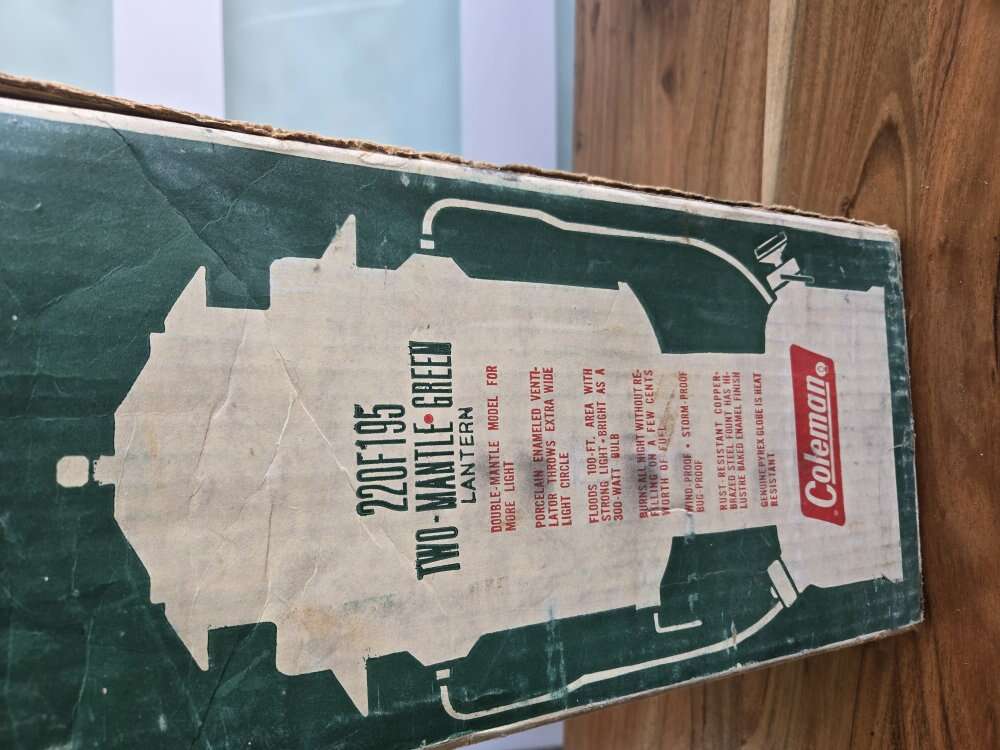 220F195
TWO-MANTLE•GREEN
LANTERN
DOUBLE-MANTLE MODEL FOR
MORE LIGHT
PORCELAIN ENAMELED VENTI-
LATOR THROWS EXTRA WIDE
LIGHT CIRCLE
FLOODS 100-FT. AREA WITH
STRONG LIGHT • BRIGHT AS A
300-WATT BULB
BURNS ALL NIGHT WITHOUT RE-
FILLING ON A FEW CENTS
WORTH OF FUEL
WIND-PROOF • STORM-PROOF
BUG-PROOF
RUST-RESISTANT COPPER-
BRAZED STEEL FOUNT HAS HI-
LUSTRE BAKED ENAMEL FINISH
GENUINE PYREX GLOBE IS HEAT
RESISTANT
Coleman®